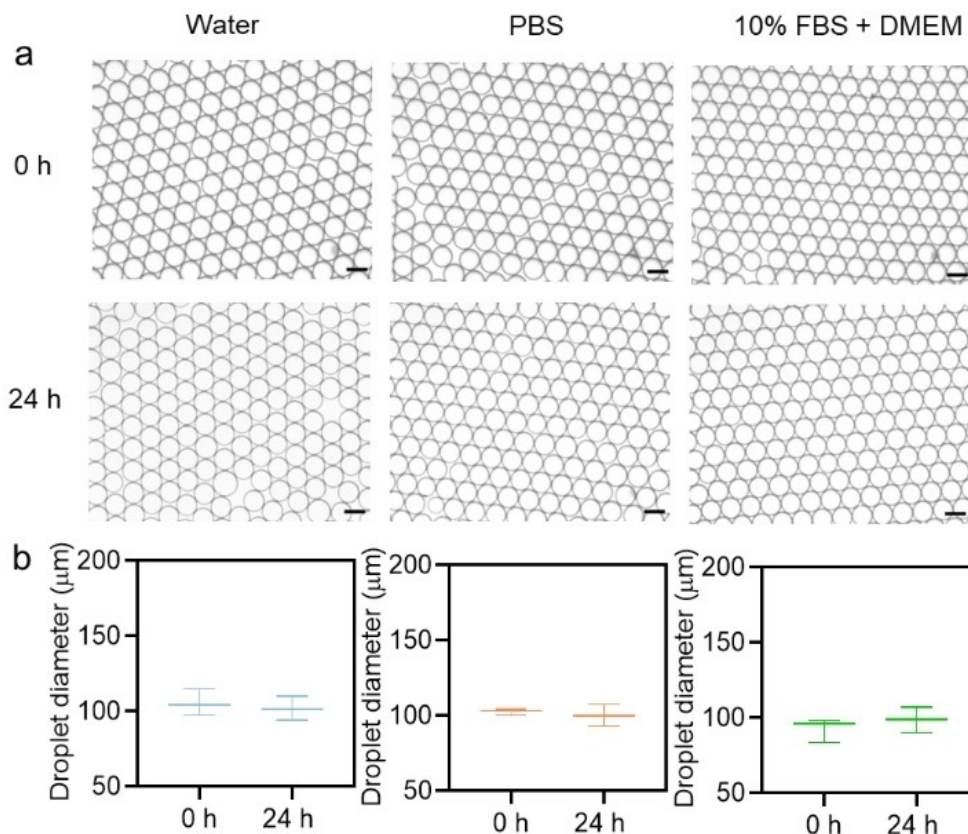 Water
PBS
10% FBS + DMEM
a
0 h
24 h
b
Droplet diameter (μm)
200
150
100
50
0 h
24 h
Droplet diameter (μm)
200
150
100
50
0 h
24 h
Droplet diameter (μm)
200
150
100
50
0 h
24 h